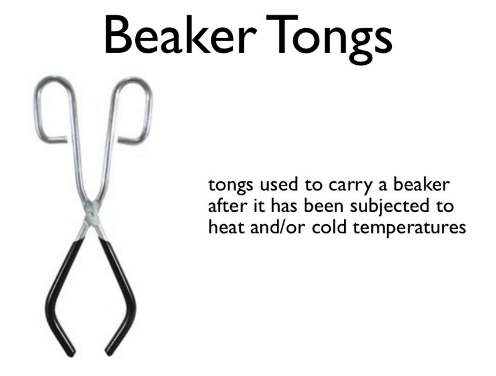 Beaker Tongs
tongs used to carry a beaker
after it has been subjected to
heat and/or cold temperatures